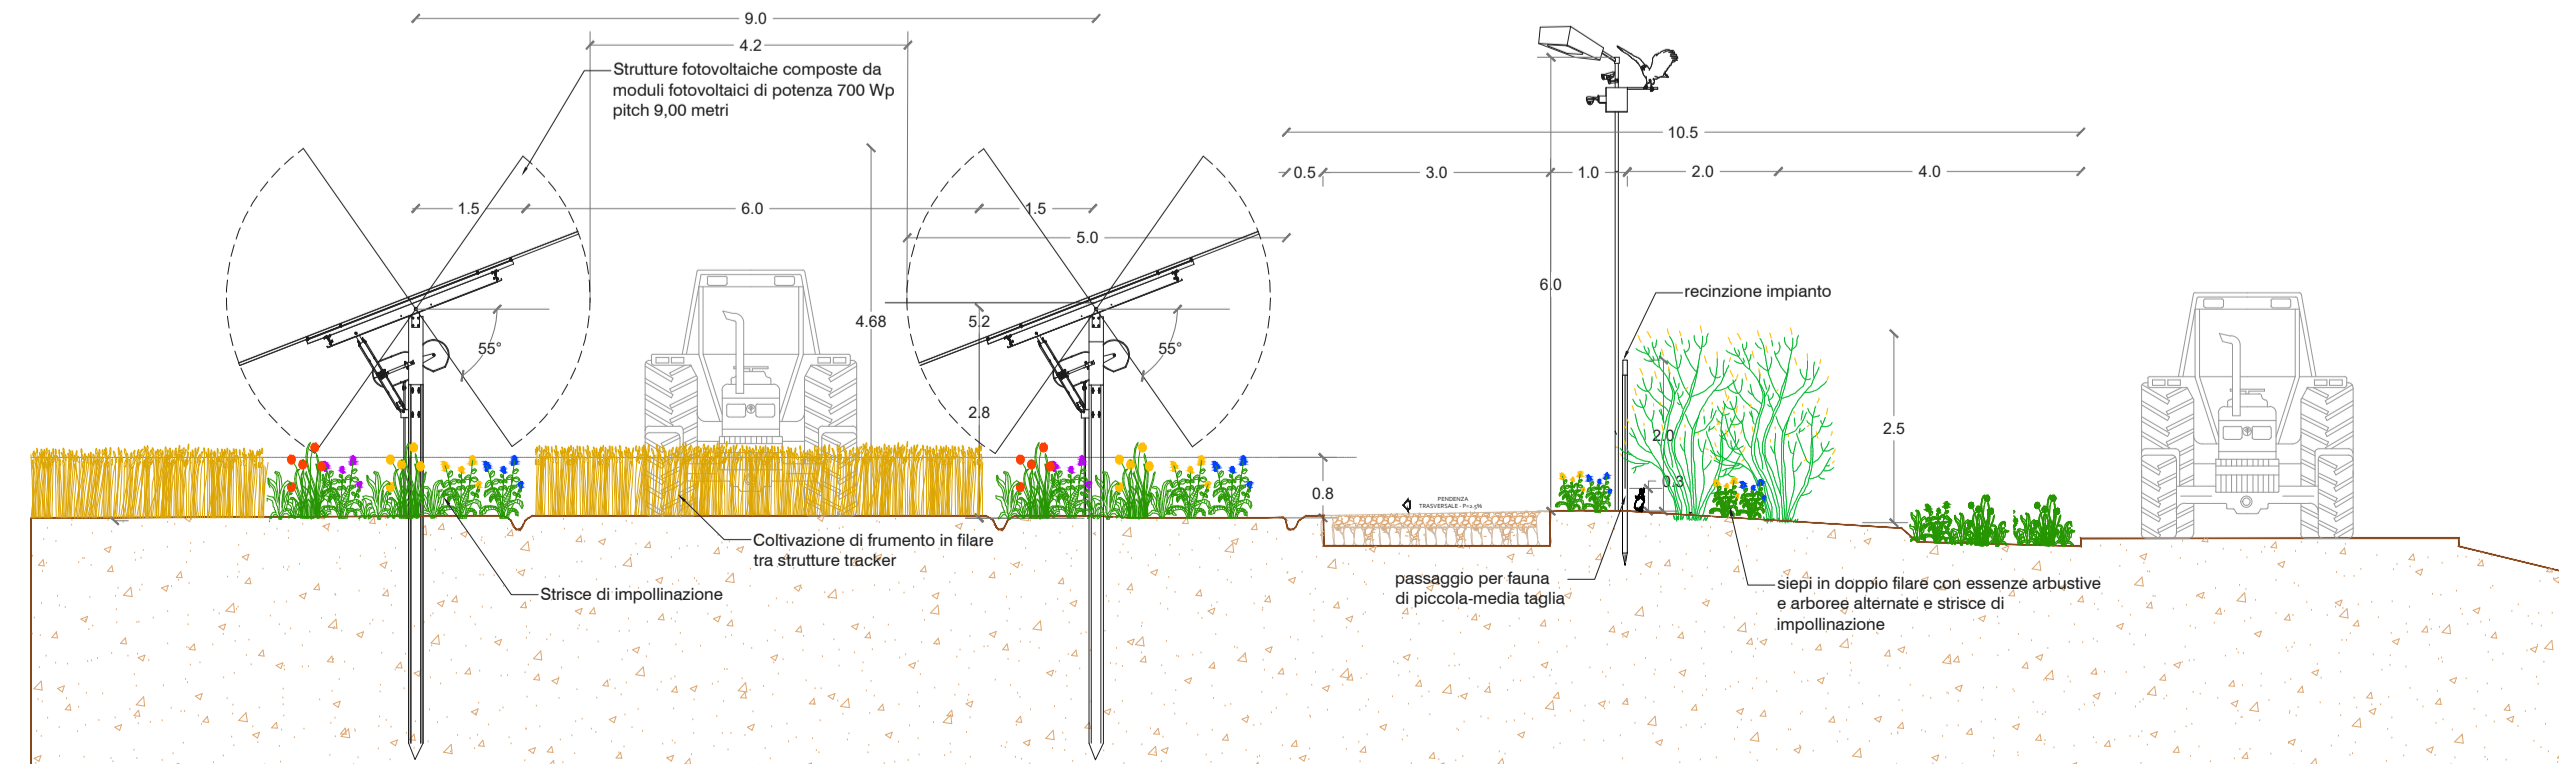 9.0
4.2
Strutture fotovoltaiche composte da
moduli fotovoltaici di potenza 700 Wp
pitch 9,00 metri
10.5
0.5
3.0
1.0
2.0
4.0
1.5
6.0
1.5
5.0
6.0
recinzione impianto
4.68
5.2
55°
55°
2.8
2.0
2.5
0.3
0.8
PENDENZA
TRASVERSALE - P=2.5%
Coltivazione di frumento in filare
tra strutture tracker
Strisce di impollinazione
passaggio per fauna
di piccola-media taglia
siepi in doppio filare con essenze arbustive
e arboree alternate e strisce di
impollinazione